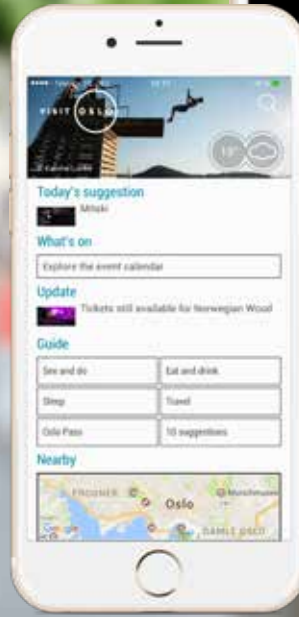 VISIT OSLO
Today's suggestion
Mitski
What's on
Explore the event calendar
Update
Tickets still available for Norwegian Wood
Guide
See and do
Eat and drink
Sleep
Travel
Oslo Pass
10 suggestions
Nearby
FROGNER
Oslo
Munchmuseet
GAMLE OSLO
Google